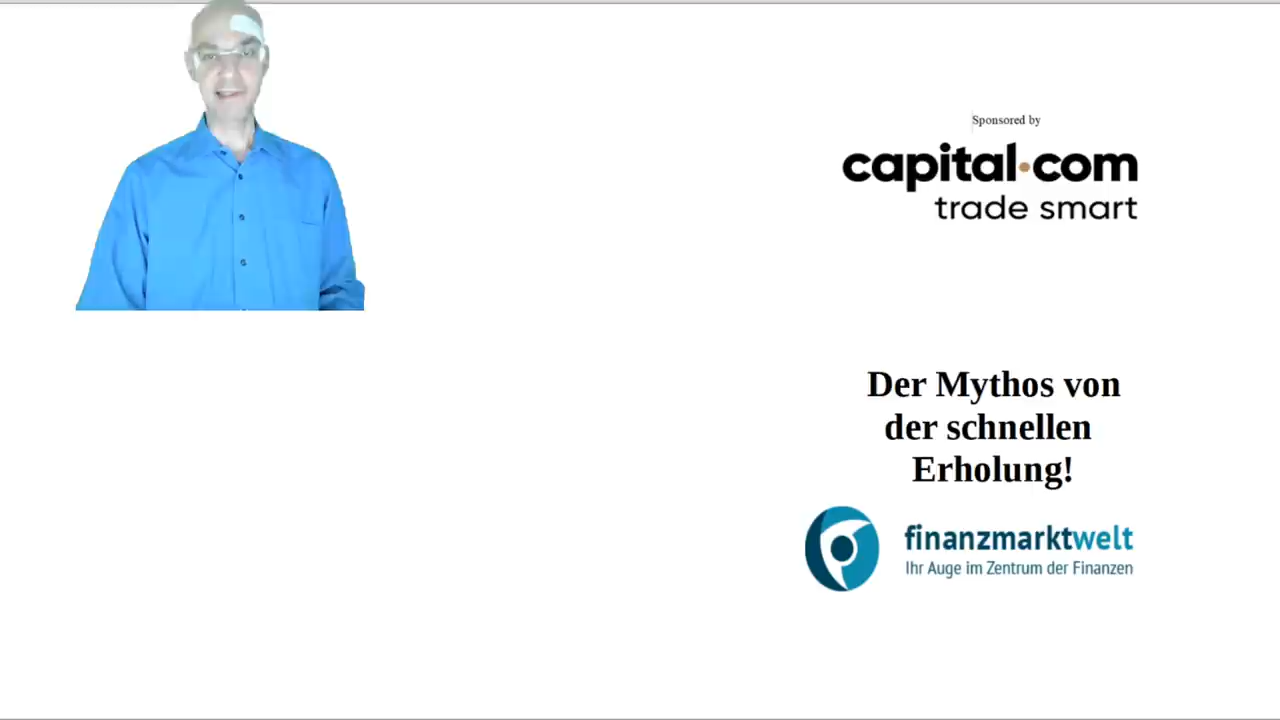 Sponsored by
capital.com
trade smart
Der Mythos von
der schnellen
Erholung!
finanzmarktwelt
Ihr Auge im Zentrum der Finanzen